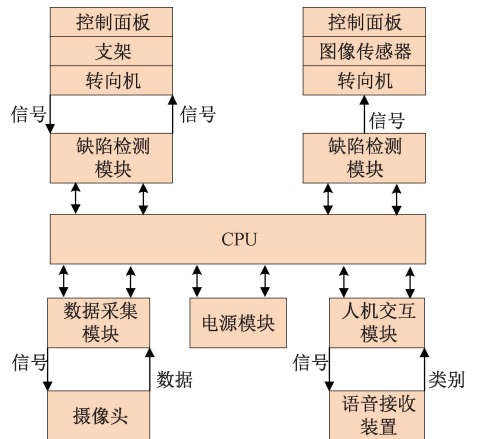 控制面板
支架
转向机
控制面板
图像传感器
转向机
信号
信号
信号
缺陷检测
模块
缺陷检测
模块
CPU
数据采集
模块
电源模块
人机交互
模块
信号
数据
信号
类别
摄像头
语音接收
装置